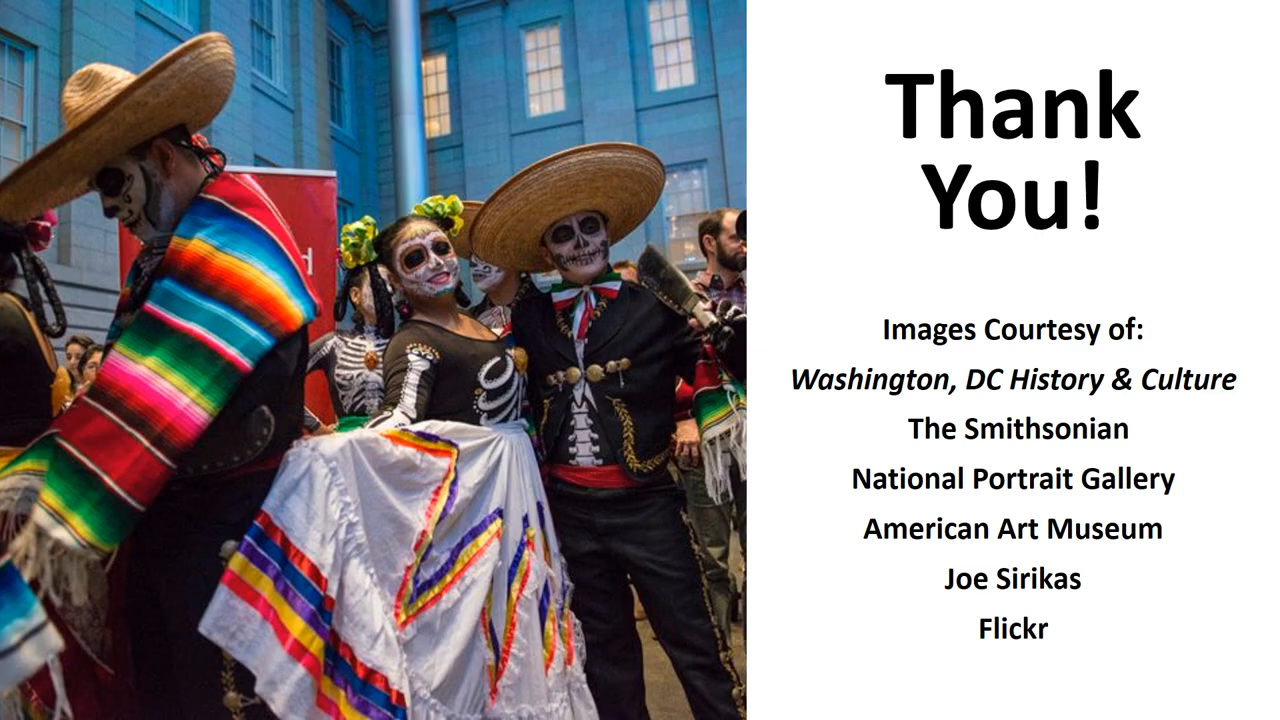 Thank
You!
Images Courtesy of:
Washington, DC History & Culture
The Smithsonian
National Portrait Gallery
American Art Museum
Joe Sirikas
Flickr